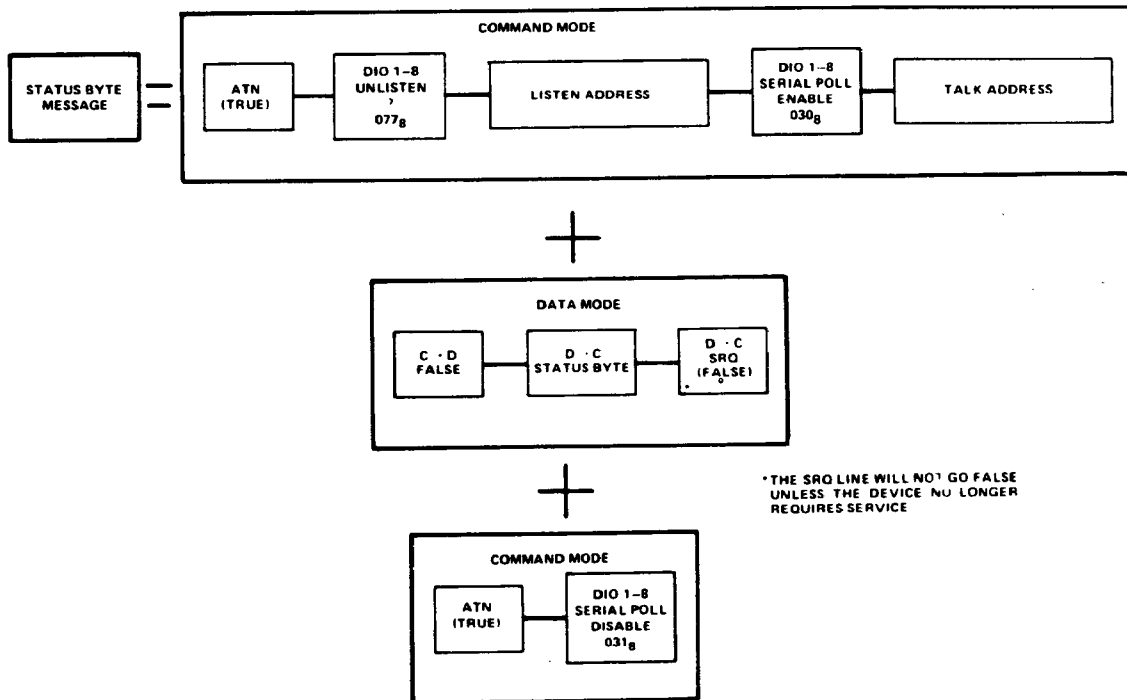 COMMAND MODE
STATUS BYTE
MESSAGE
=
ATN
(TRUE)
DIO 1-8
UNLISTEN
?
077₈
LISTEN ADDRESS
DIO 1-8
SERIAL POLL
ENABLE
030₈
TALK ADDRESS
+
DATA MODE
C · D
FALSE
D · C
STATUS BYTE
D · C
SRQ
(FALSE)
*
+
*THE SRQ LINE WILL NOT GO FALSE
UNLESS THE DEVICE NO LONGER
REQUIRES SERVICE
COMMAND MODE
ATN
(TRUE)
DIO 1-8
SERIAL POLL
DISABLE
031₈